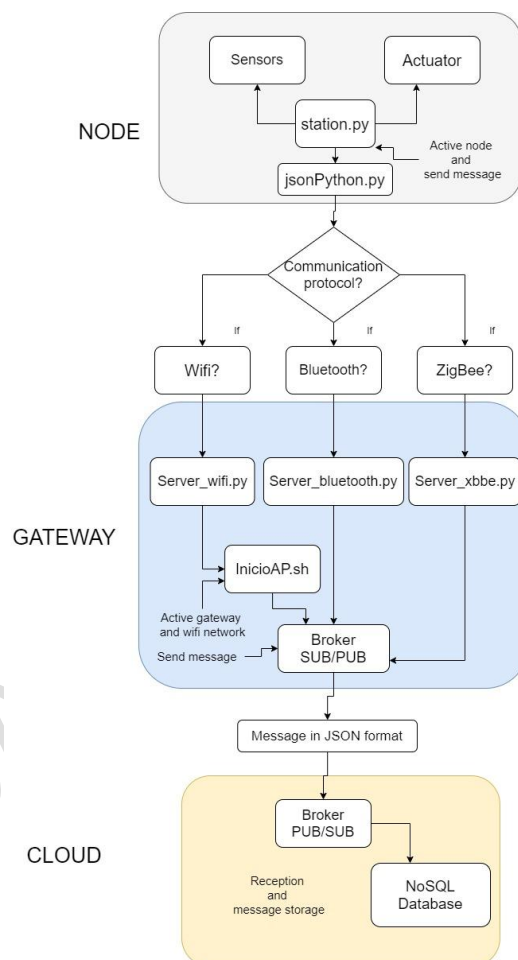 Sensors
Actuator
station.py
NODE
Active node
and
send message
jsonPython.py
Communication
protocol?
If
If
If
Wifi?
Bluetooth?
ZigBee?
Server_wifi.py
Server_bluetooth.py
Server_xbbe.py
GATEWAY
InicioAP.sh
Active gateway
and wifi network
Send message
Broker
SUB/PUB
Message in JSON format
Broker
PUB/SUB
CLOUD
Reception
and
message storage
NoSQL
Database